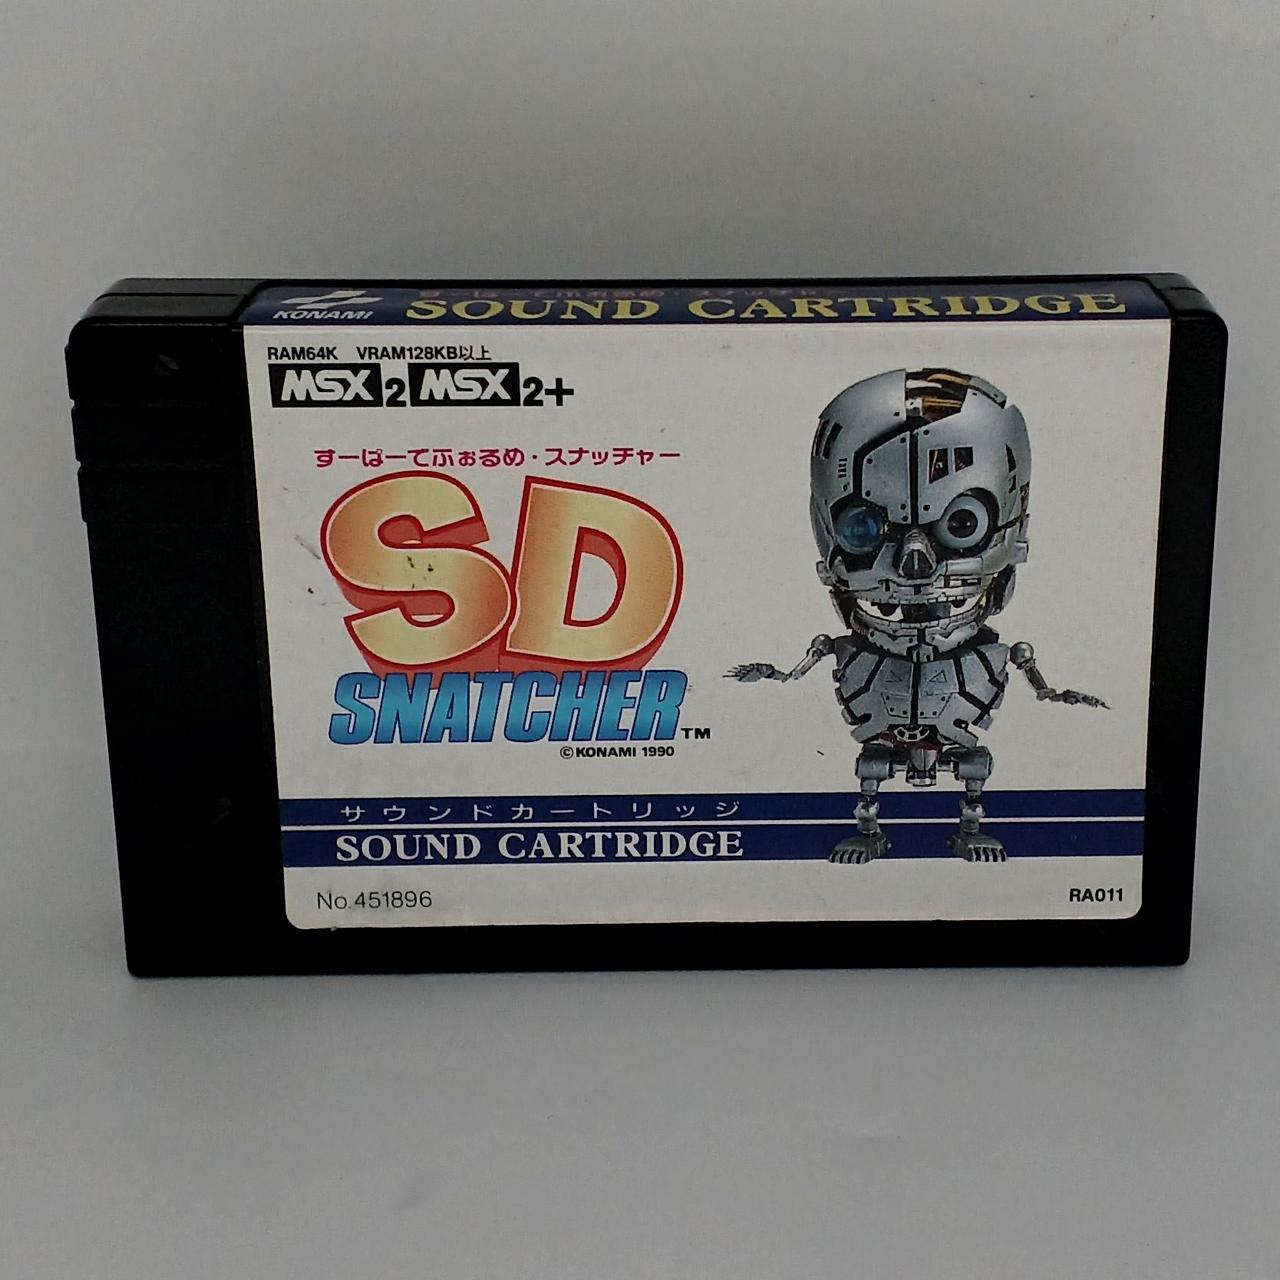 KONAMI SOUND CARTRIDGE
RAM64K VRAM128KB以上
MSX 2 MSX 2+
すーぱーでふぉるめ・スナッチャー
SD
SNATCHER™
©KONAMI 1990
サウンドカートリッジ
SOUND CARTRIDGE
No.451896
RA011